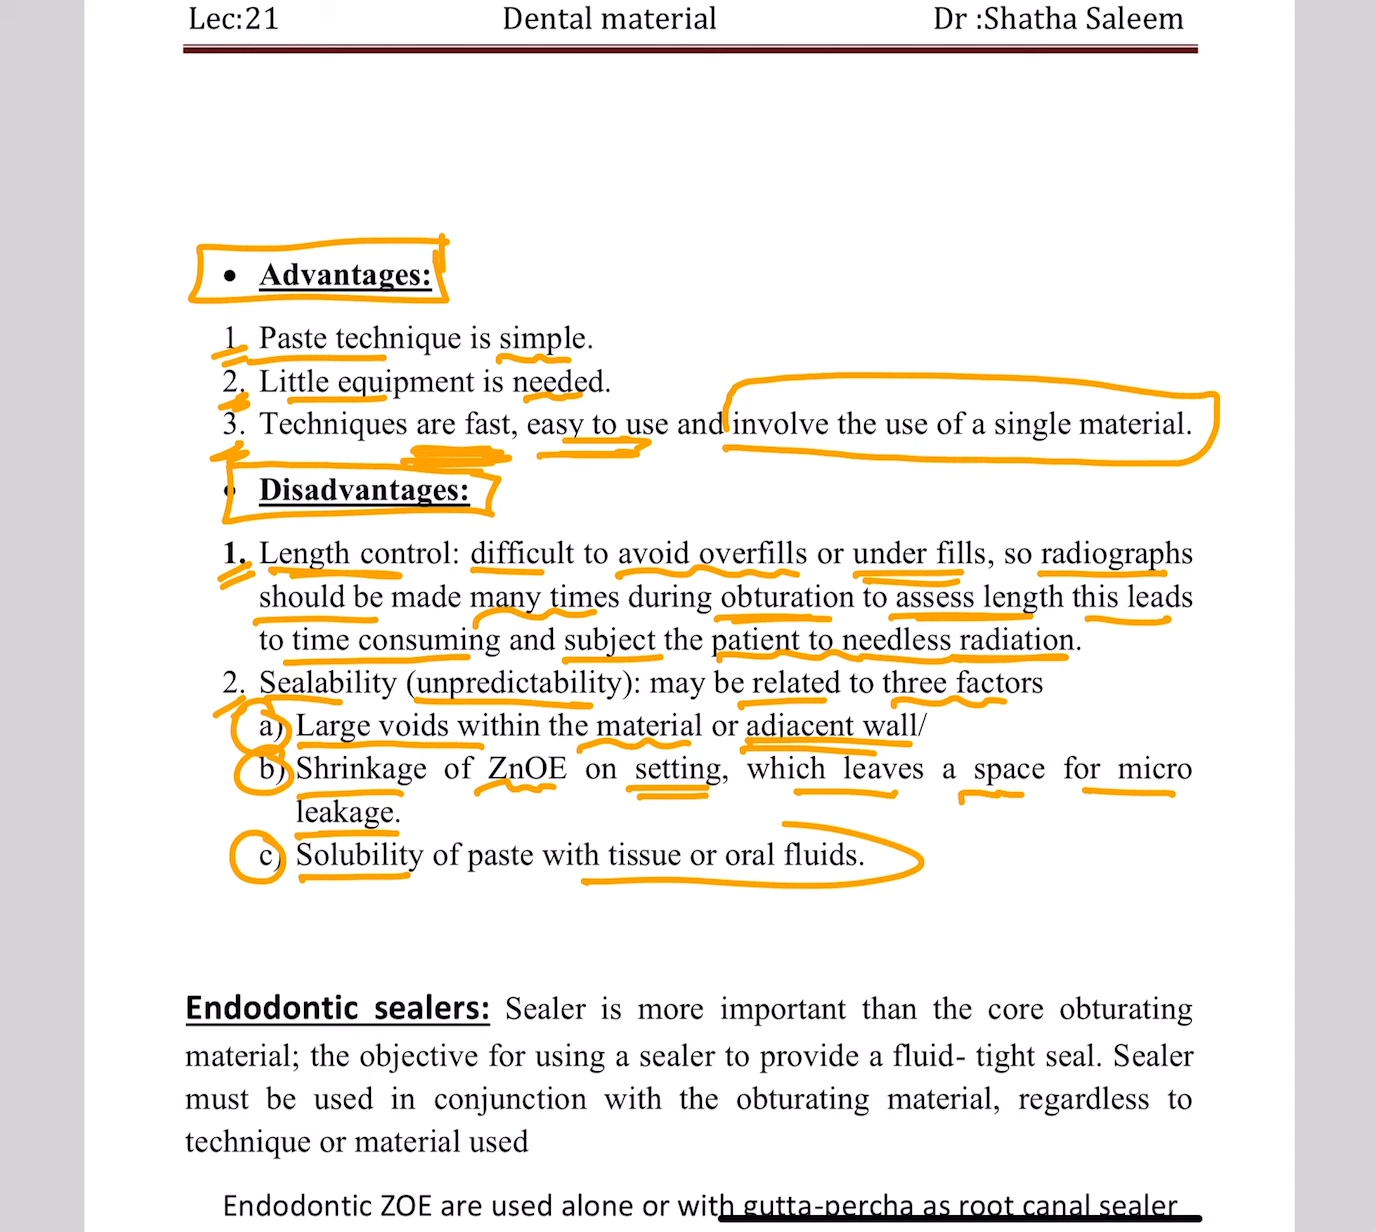 Lec:21 Dental material Dr :Shatha Saleem
• Advantages:
1. Paste technique is simple.
2. Little equipment is needed.
3. Techniques are fast, easy to use and involve the use of a single material.
• Disadvantages:
1. Length control: difficult to avoid overfills or under fills, so radiographs
should be made many times during obturation to assess length this leads
to time consuming and subject the patient to needless radiation.
2. Sealability (unpredictability): may be related to three factors
a) Large voids within the material or adjacent wall/
b) Shrinkage of ZnOE on setting, which leaves a space for micro
leakage.
c) Solubility of paste with tissue or oral fluids.
Endodontic sealers: Sealer is more important than the core obturating
material; the objective for using a sealer to provide a fluid- tight seal. Sealer
must be used in conjunction with the obturating material, regardless to
technique or material used
Endodontic ZOE are used alone or with gutta-percha as root canal sealer